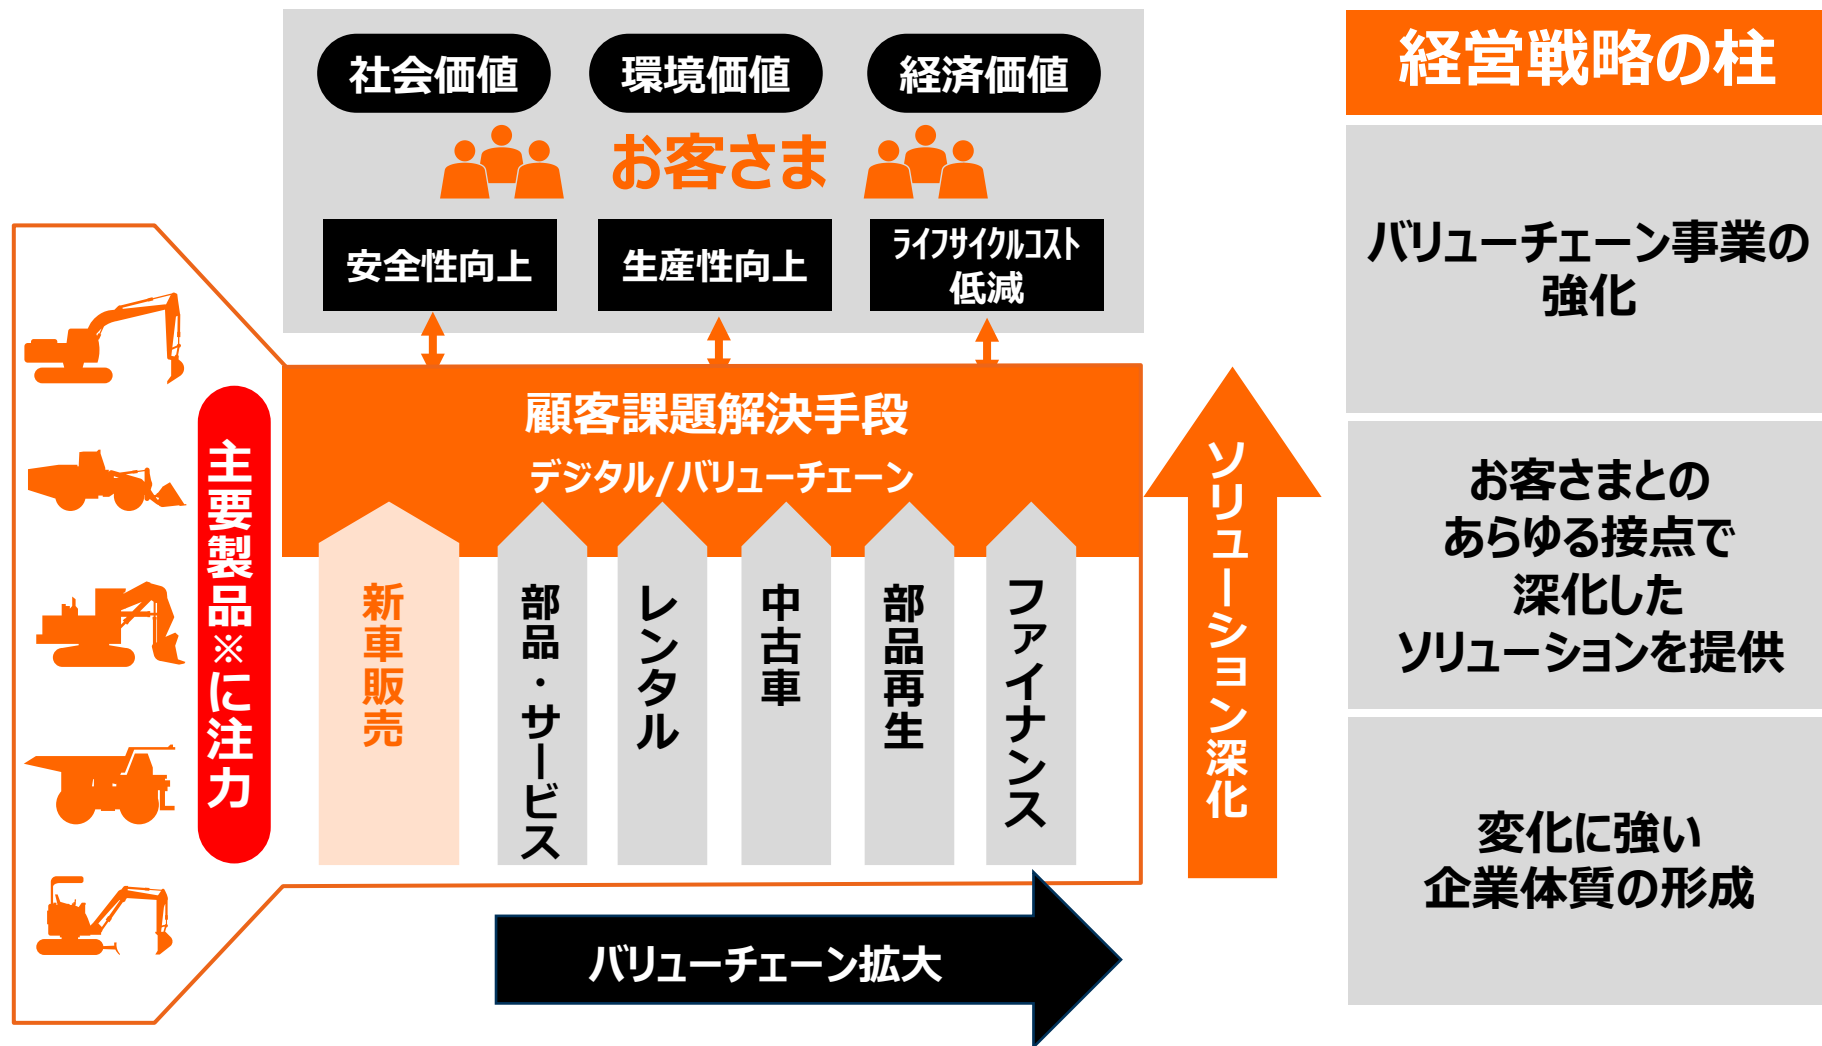 社会価値
環境価値
経済価値
お客さま
安全性向上
生産性向上
ライフサイクルコスト
低減
主要製品※に注力
顧客課題解決手段
デジタル/バリューチェーン
新車販売
部品・サービス
レンタル
中古車
部品再生
ファイナンス
バリューチェーン拡大
ソリューション深化
経営戦略の柱
バリューチェーン事業の
強化
お客さまとの
あらゆる接点で
深化した
ソリューションを提供
変化に強い
企業体質の形成